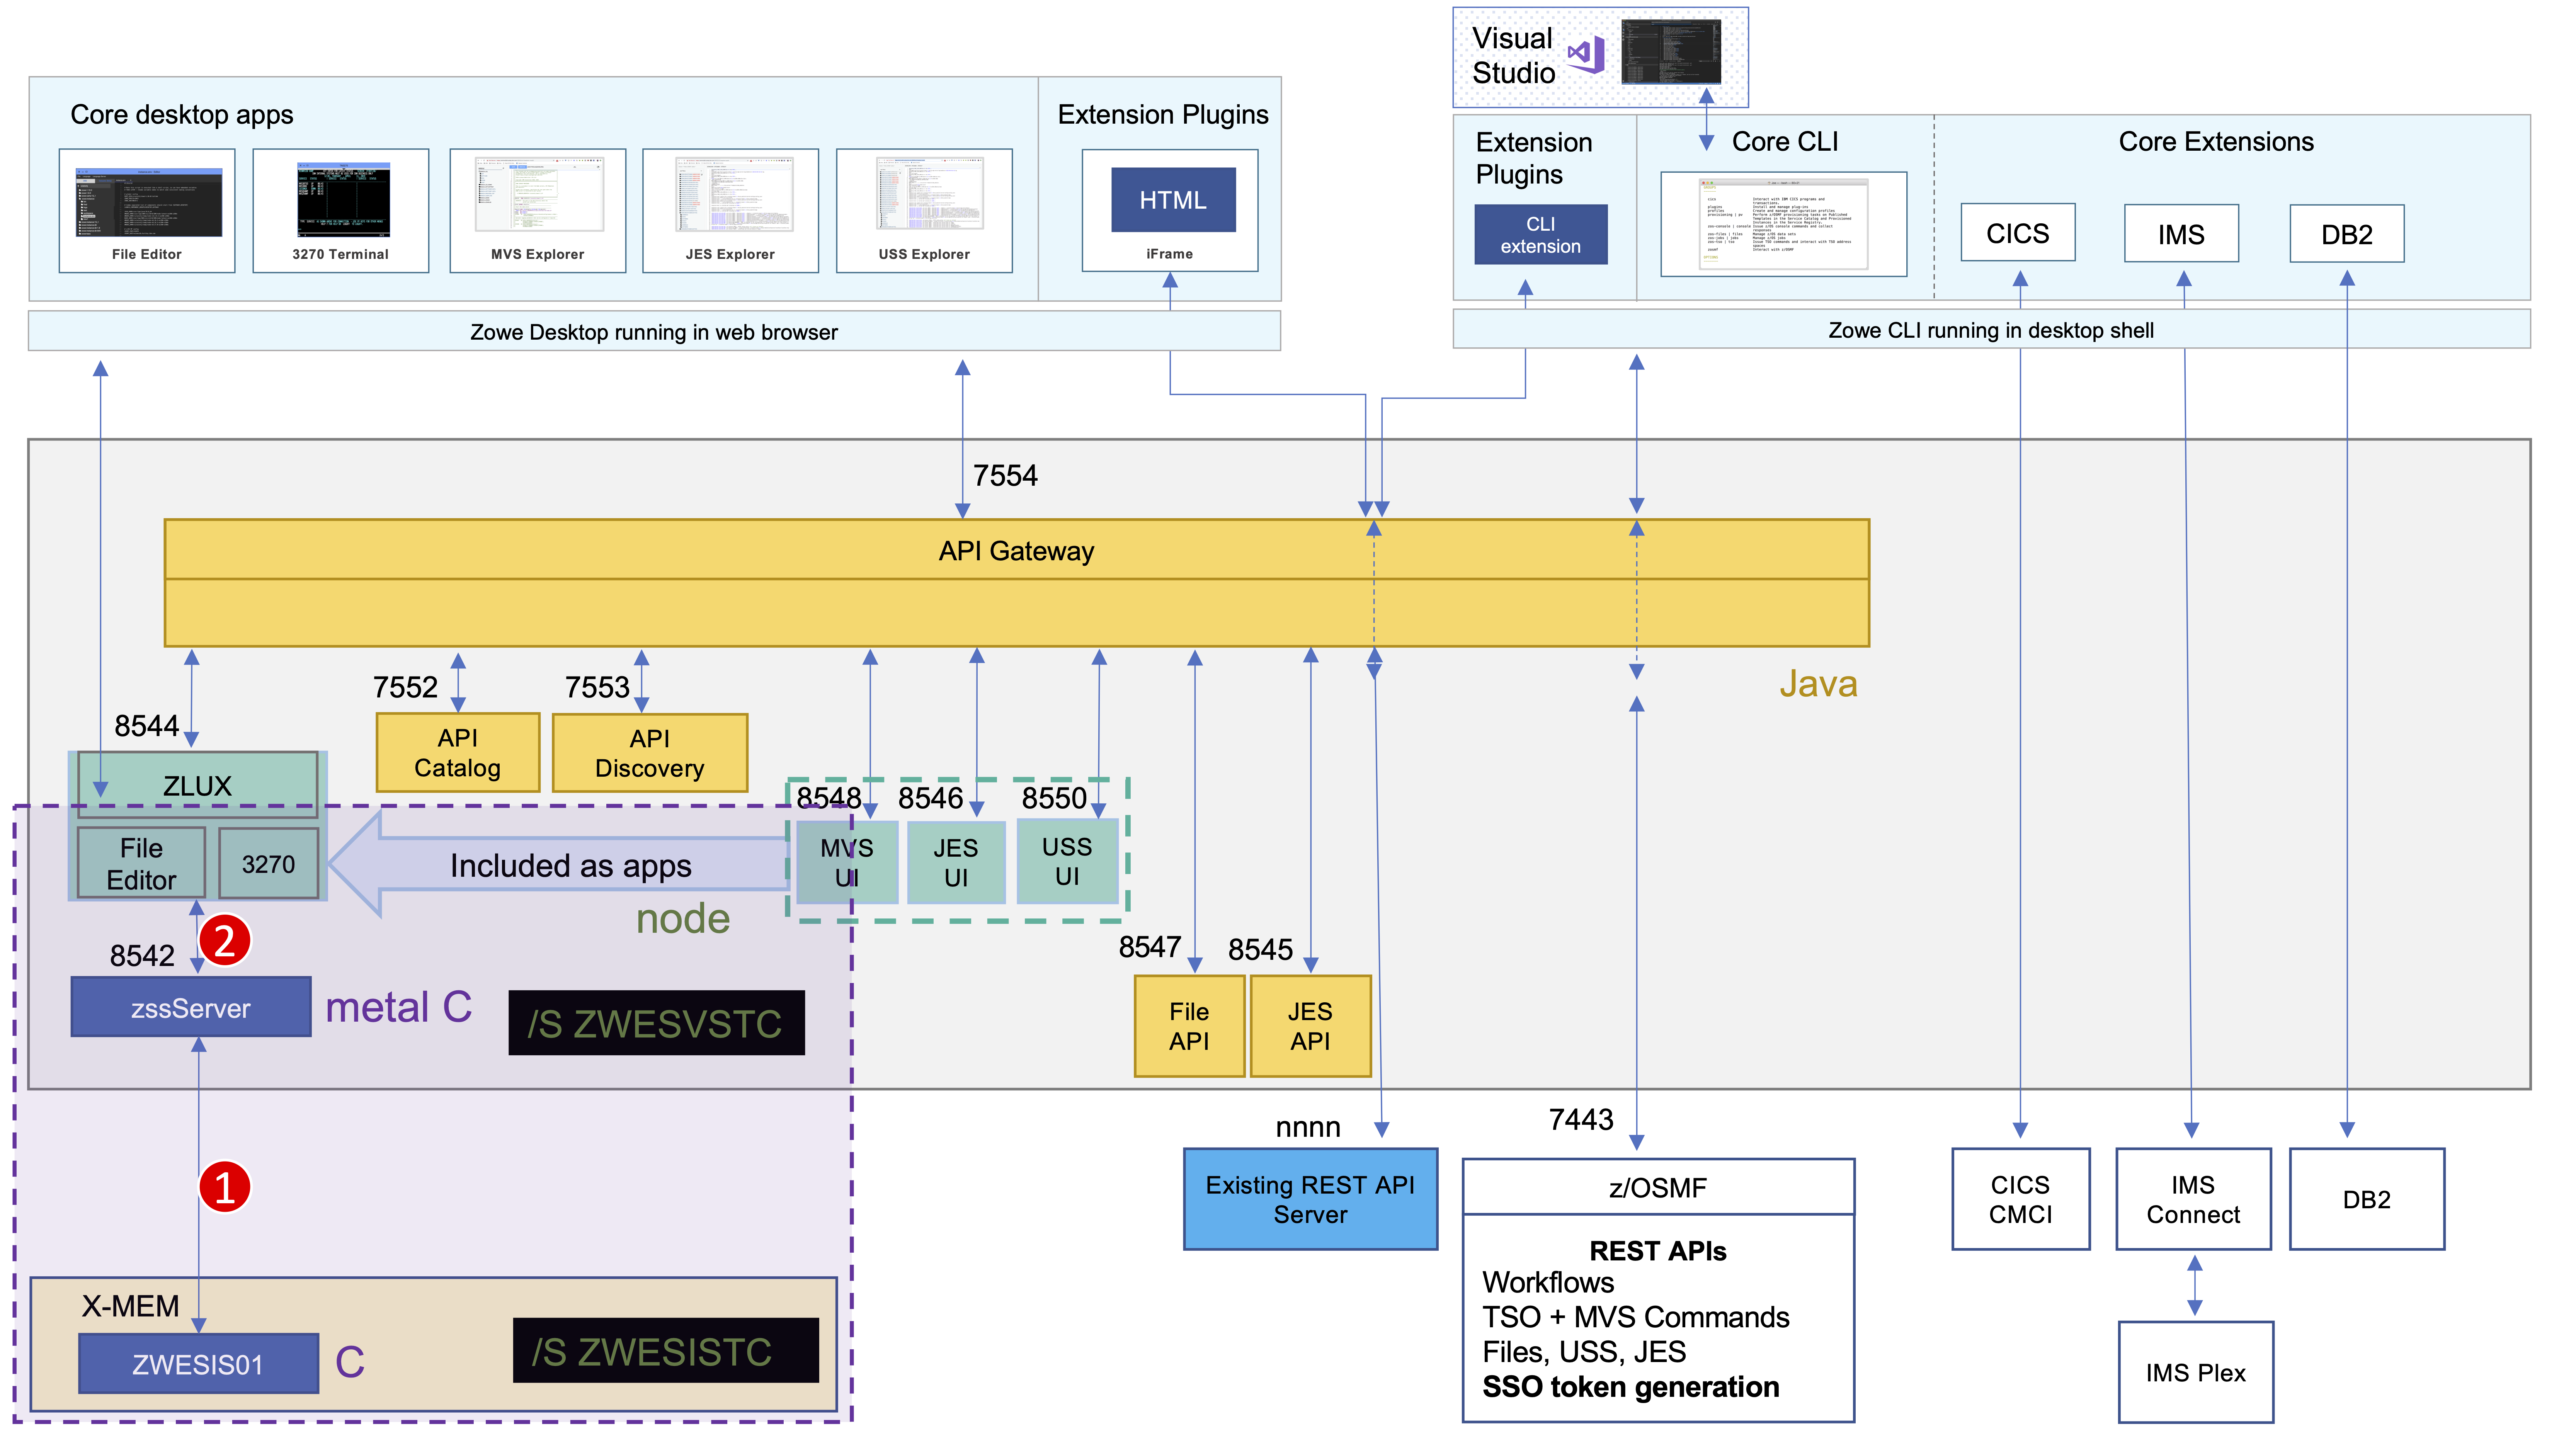 Visual
Studio
Core desktop apps
Extension Plugins
File Editor
3270 Terminal
MVS Explorer
JES Explorer
USS Explorer
HTML
iFrame
Extension
Plugins
CLI
extension
Core CLI
Core Extensions
CICS
IMS
DB2
Zowe Desktop running in web browser
Zowe CLI running in desktop shell
7554
API Gateway
Java
8544
7552
7553
ZLUX
API
Catalog
API
Discovery
File
Editor
3270
Included as apps
8548
8546
8550
MVS
UI
JES
UI
USS
UI
node
2
8542
zssServer
metal C
/S ZWESVSTC
8547
8545
File
API
JES
API
1
X-MEM
ZWESIS01
C
/S ZWESISTC
nnnn
Existing REST API
Server
7443
z/OSMF
REST APIs
Workflows
TSO + MVS Commands
Files, USS, JES
SSO token generation
CICS
CMCI
IMS
Connect
DB2
IMS Plex